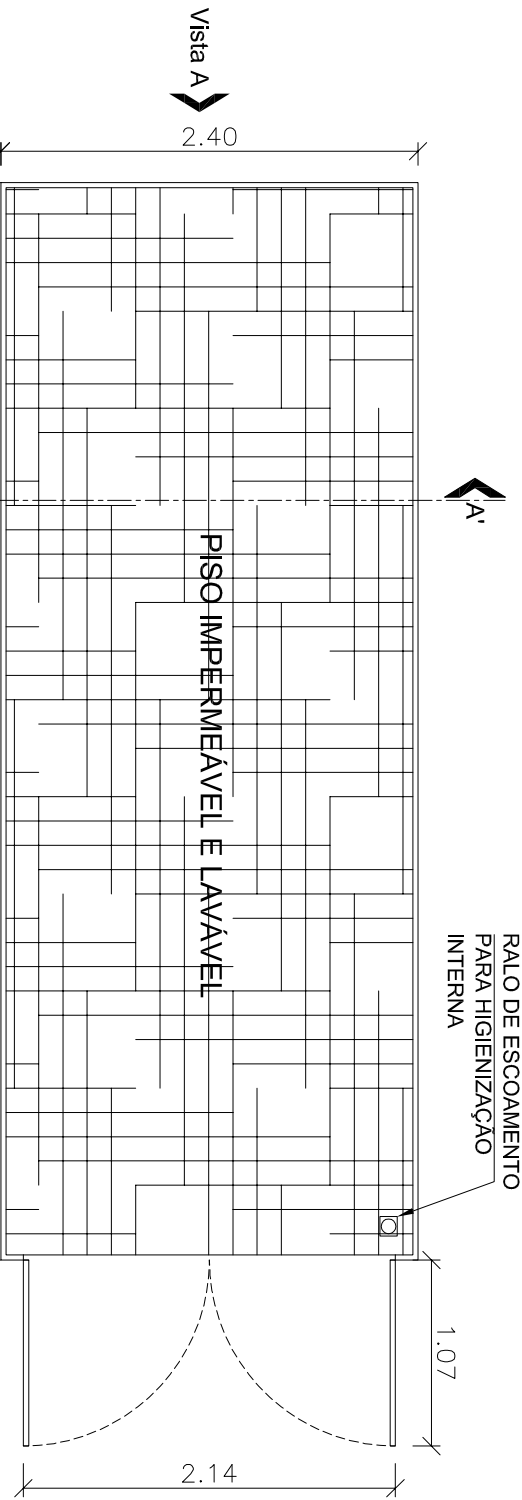 Vista A
2.40
A'
PISO IMPERMEÁVEL E LAVÁVEL
RALO DE ESCOAMENTO
PARA HIGIENIZAÇÃO
INTERNA
1.07
2.14